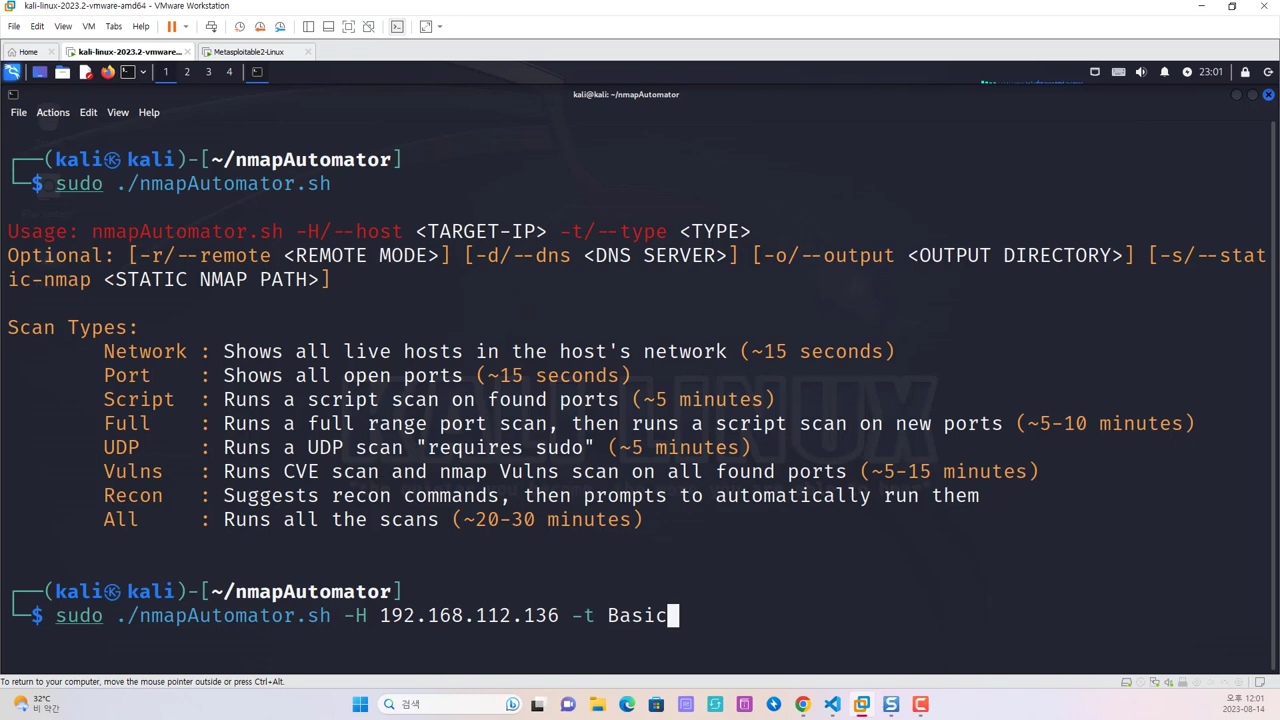 kali-linux-2023.2-vmware-amd64 - VMware Workstation
File Edit View VM Tabs Help
Home kali-linux-2023.2-vmware... Metasploitable2-Linux
1 2 3 4 23:01
kali@kali: ~/nmapAutomator
File Actions Edit View Help
┌──(kali㉿kali)-[~/nmapAutomator]
└─$ sudo ./nmapAutomator.sh
Usage: nmapAutomator.sh -H/--host <TARGET-IP> -t/--type <TYPE>
Optional: [-r/--remote <REMOTE MODE>] [-d/--dns <DNS SERVER>] [-o/--output <OUTPUT DIRECTORY>] [-s/--stat
ic-nmap <STATIC NMAP PATH>]
Scan Types:
Network : Shows all live hosts in the host's network (~15 seconds)
Port : Shows all open ports (~15 seconds)
Script : Runs a script scan on found ports (~5 minutes)
Full : Runs a full range port scan, then runs a script scan on new ports (~5-10 minutes)
UDP : Runs a UDP scan "requires sudo" (~5 minutes)
Vulns : Runs CVE scan and nmap Vulns scan on all found ports (~5-15 minutes)
Recon : Suggests recon commands, then prompts to automatically run them
All : Runs all the scans (~20-30 minutes)
KALI LINUX
┌──(kali㉿kali)-[~/nmapAutomator]
└─$ sudo ./nmapAutomator.sh -H 192.168.112.136 -t Basic
To return to your computer, move the mouse pointer outside or press Ctrl+Alt.
32°C
비 약간
검색
오후 12:01
2023-08-14